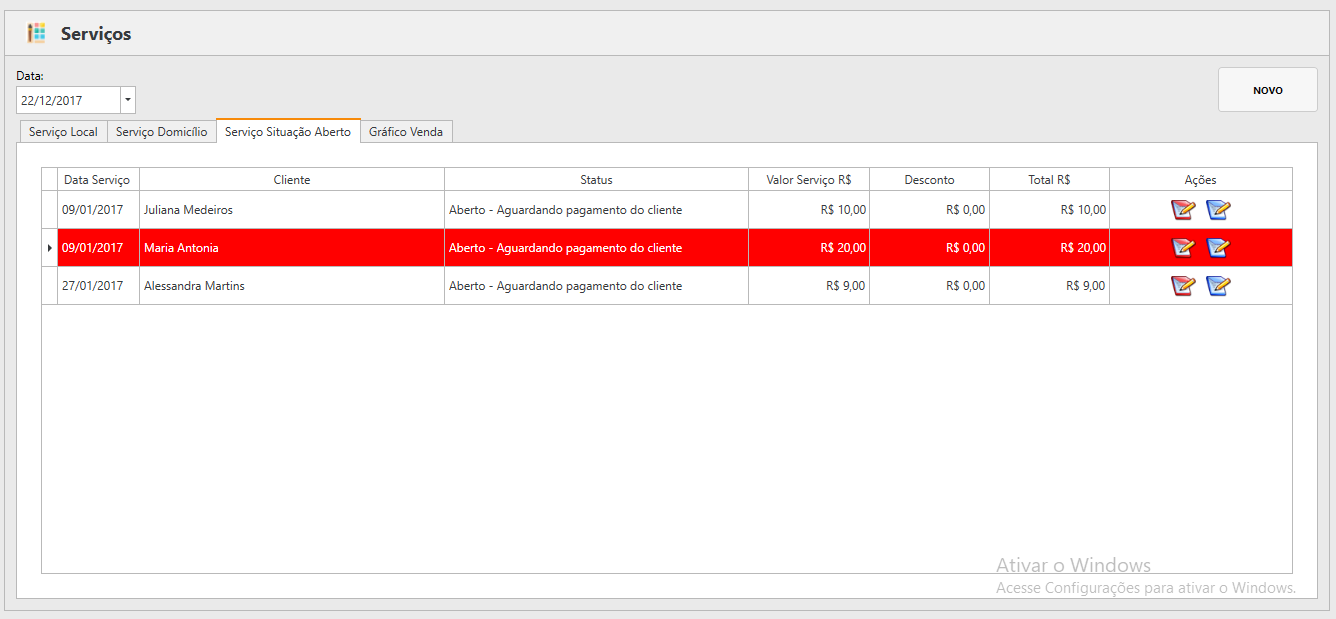 Serviços
Data:
22/12/2017
NOVO
Serviço Local Serviço Domicílio Serviço Situação Aberto Gráfico Venda
Data Serviço Cliente Status Valor Serviço R$ Desconto Total R$ Ações
09/01/2017 Juliana Medeiros Aberto - Aguardando pagamento do cliente R$ 10,00 R$ 0,00 R$ 10,00
09/01/2017 Maria Antonia Aberto - Aguardando pagamento do cliente R$ 20,00 R$ 0,00 R$ 20,00
27/01/2017 Alessandra Martins Aberto - Aguardando pagamento do cliente R$ 9,00 R$ 0,00 R$ 9,00
Ativar o Windows
Acesse Configurações para ativar o Windows.